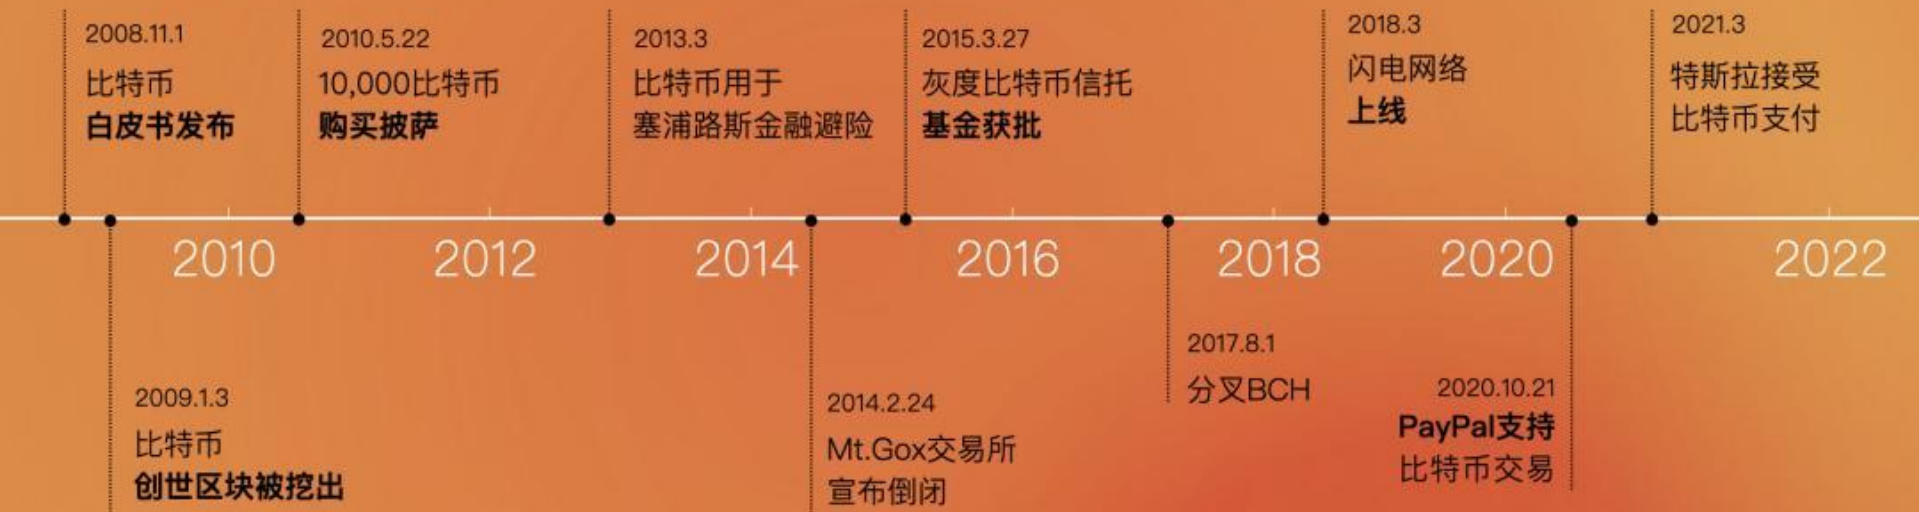 2008.11.1
比特币
白皮书发布
2010.5.22
10,000比特币
购买披萨
2013.3
比特币用于
塞浦路斯金融避险
2015.3.27
灰度比特币信托
基金获批
2018.3
闪电网络
上线
2021.3
特斯拉接受
比特币支付
2010
2012
2014
2016
2018
2020
2022
2009.1.3
比特币
创世区块被挖出
2014.2.24
Mt.Gox交易所
宣布倒闭
2017.8.1
分叉BCH
2020.10.21
PayPal支持
比特币交易